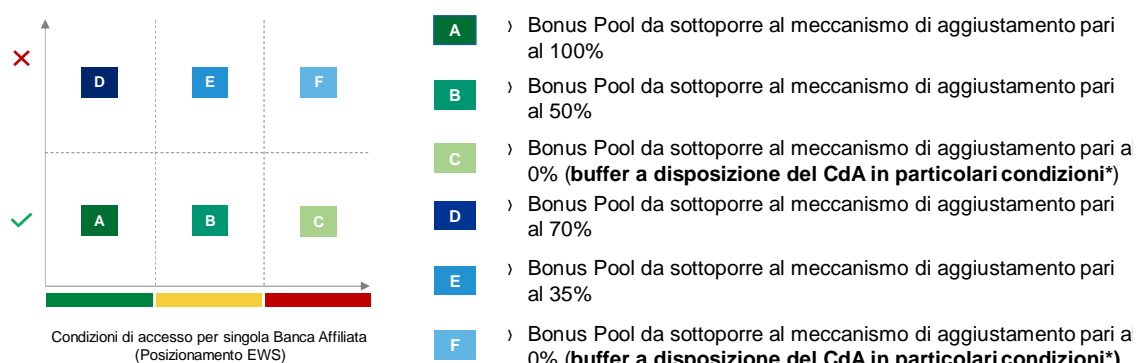 D
E
F
A
B
C
Condizioni di accesso per singola Banca Affiliata
(Posizionamento EWS)
A
› Bonus Pool da sottoporre al meccanismo di aggiustamento pari
al 100%
B
› Bonus Pool da sottoporre al meccanismo di aggiustamento pari
al 50%
C
› Bonus Pool da sottoporre al meccanismo di aggiustamento pari al
0% (buffer a disposizione del CdA in particolari condizioni*)
D
› Bonus Pool da sottoporre al meccanismo di aggiustamento pari
al 70%
E
› Bonus Pool da sottoporre al meccanismo di aggiustamento pari
al 35%
F
› Bonus Pool da sottoporre al meccanismo di aggiustamento pari al
0% (buffer a disposizione del CdA in particolari condizioni*)